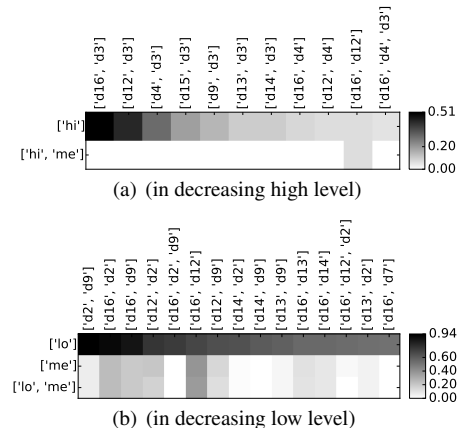 ['d16', 'd3']
['d12', 'd3']
['d4', 'd3']
['d15', 'd3']
['d9', 'd3']
['d13', 'd3']
['d14', 'd3']
['d16', 'd4']
['d12', 'd4']
['d16', 'd12']
['d16', 'd4', 'd3']
['hi']
['hi', 'me']
0.51
0.20
0.00
(a) (in decreasing high level)
['d2', 'd9']
['d16', 'd2']
['d16', 'd9']
['d12', 'd2']
['d16', 'd2', 'd9']
['d16', 'd12']
['d12', 'd9']
['d14', 'd2']
['d14', 'd9']
['d13', 'd9']
['d16', 'd13']
['d16', 'd14']
['d16', 'd12', 'd2']
['d13', 'd2']
['d16', 'd7']
['lo']
['me']
['lo', 'me']
0.94
0.60
0.40
0.20
0.00
(b) (in decreasing low level)